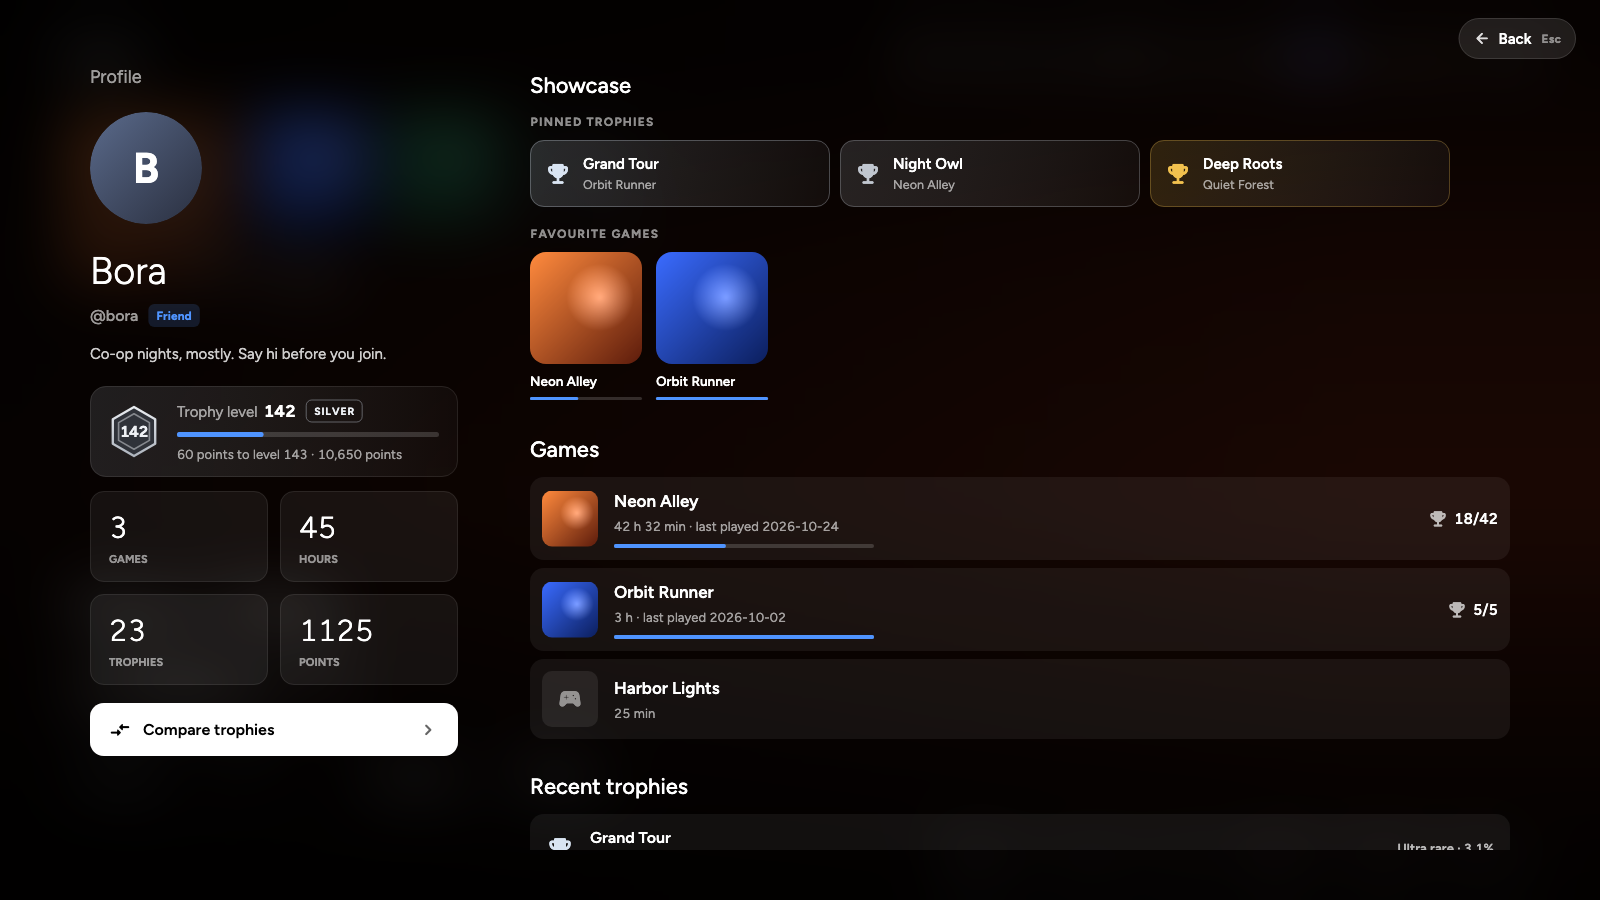 Back Esc
Profile
B
Bora
@bora Friend
Co-op nights, mostly. Say hi before you join.
142
Trophy level 142 SILVER
60 points to level 143 · 10,650 points
3
GAMES
45
HOURS
23
TROPHIES
1125
POINTS
Compare trophies
Showcase
PINNED TROPHIES
Grand Tour
Orbit Runner
Night Owl
Neon Alley
Deep Roots
Quiet Forest
FAVOURITE GAMES
Neon Alley
Orbit Runner
Games
Neon Alley
42 h 32 min · last played 2026-10-24
18/42
Orbit Runner
3 h · last played 2026-10-02
5/5
Harbor Lights
25 min
Recent trophies
Grand Tour
Ultra rare · 3.1%